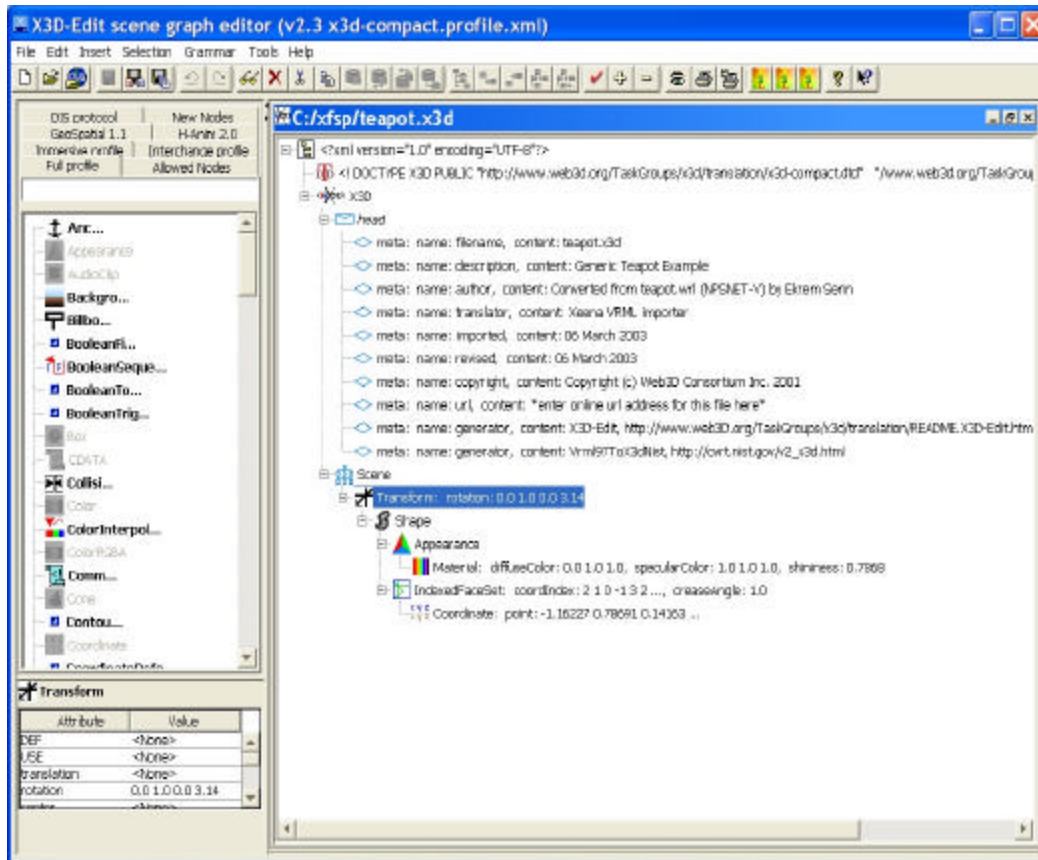 X3D-Edit scene graph editor (v2.3 x3d-compact.profile.xml)
File Edit Insert Selection Grammar Tools Help
DIS protocol New Nodes
GeoSpatial 1.1 H-Anim 2.0
Immersive profile Interchange profile
Full profile Allowed Nodes
Anc...
Appearance
AudioClip
Backgro...
Billbo...
BooleanFi...
BooleanSeque...
BooleanTo...
BooleanTrig...
Box
CDATA
Collisi...
Color
ColorInterpol...
ColorRGBA
Comm...
Cone
Contou...
Coordinate
Transform
Attribute Value
DEF <None>
USE <None>
translation <None>
rotation 0.0 1.0 0.0 3.14
center <None>
C:/xfsp/teapot.x3d
<?xml version="1.0" encoding="UTF-8"?>
<!DOCTYPE X3D PUBLIC "http://www.web3d.org/TaskGroups/x3d/translation/x3d-compact.dtd" "/www.web3d.org/TaskGrou
X3D
head
meta: name: filename, content: teapot.x3d
meta: name: description, content: Generic Teapot Example
meta: name: author, content: Converted from teapot.wrl (NPSNET-V) by Ekrem Serin
meta: name: translator, content: Xeena VRML importer
meta: name: imported, content: 06 March 2003
meta: name: revised, content: 06 March 2003
meta: name: copyright, content: Copyright (c) Web3D Consortium Inc. 2001
meta: name: url, content: *enter online url address for this file here*
meta: name: generator, content: X3D-Edit, http://www.web3D.org/TaskGroups/x3d/translation/README.X3D-Edit.htm
meta: name: generator, content: Vrml97ToX3dNist, http://ovrt.nist.gov/v2_x3d.html
Scene
Transform: rotation: 0.0 1.0 0.0 3.14
Shape
Appearance
Material: diffuseColor: 0.0 1.0 1.0, specularColor: 1.0 1.0 1.0, shininess: 0.7868
IndexedFaceSet: coordIndex: 2 1 0 -1 3 2 ..., creaseAngle: 1.0
Coordinate: point: -1.16227 0.78691 0.14163 ...